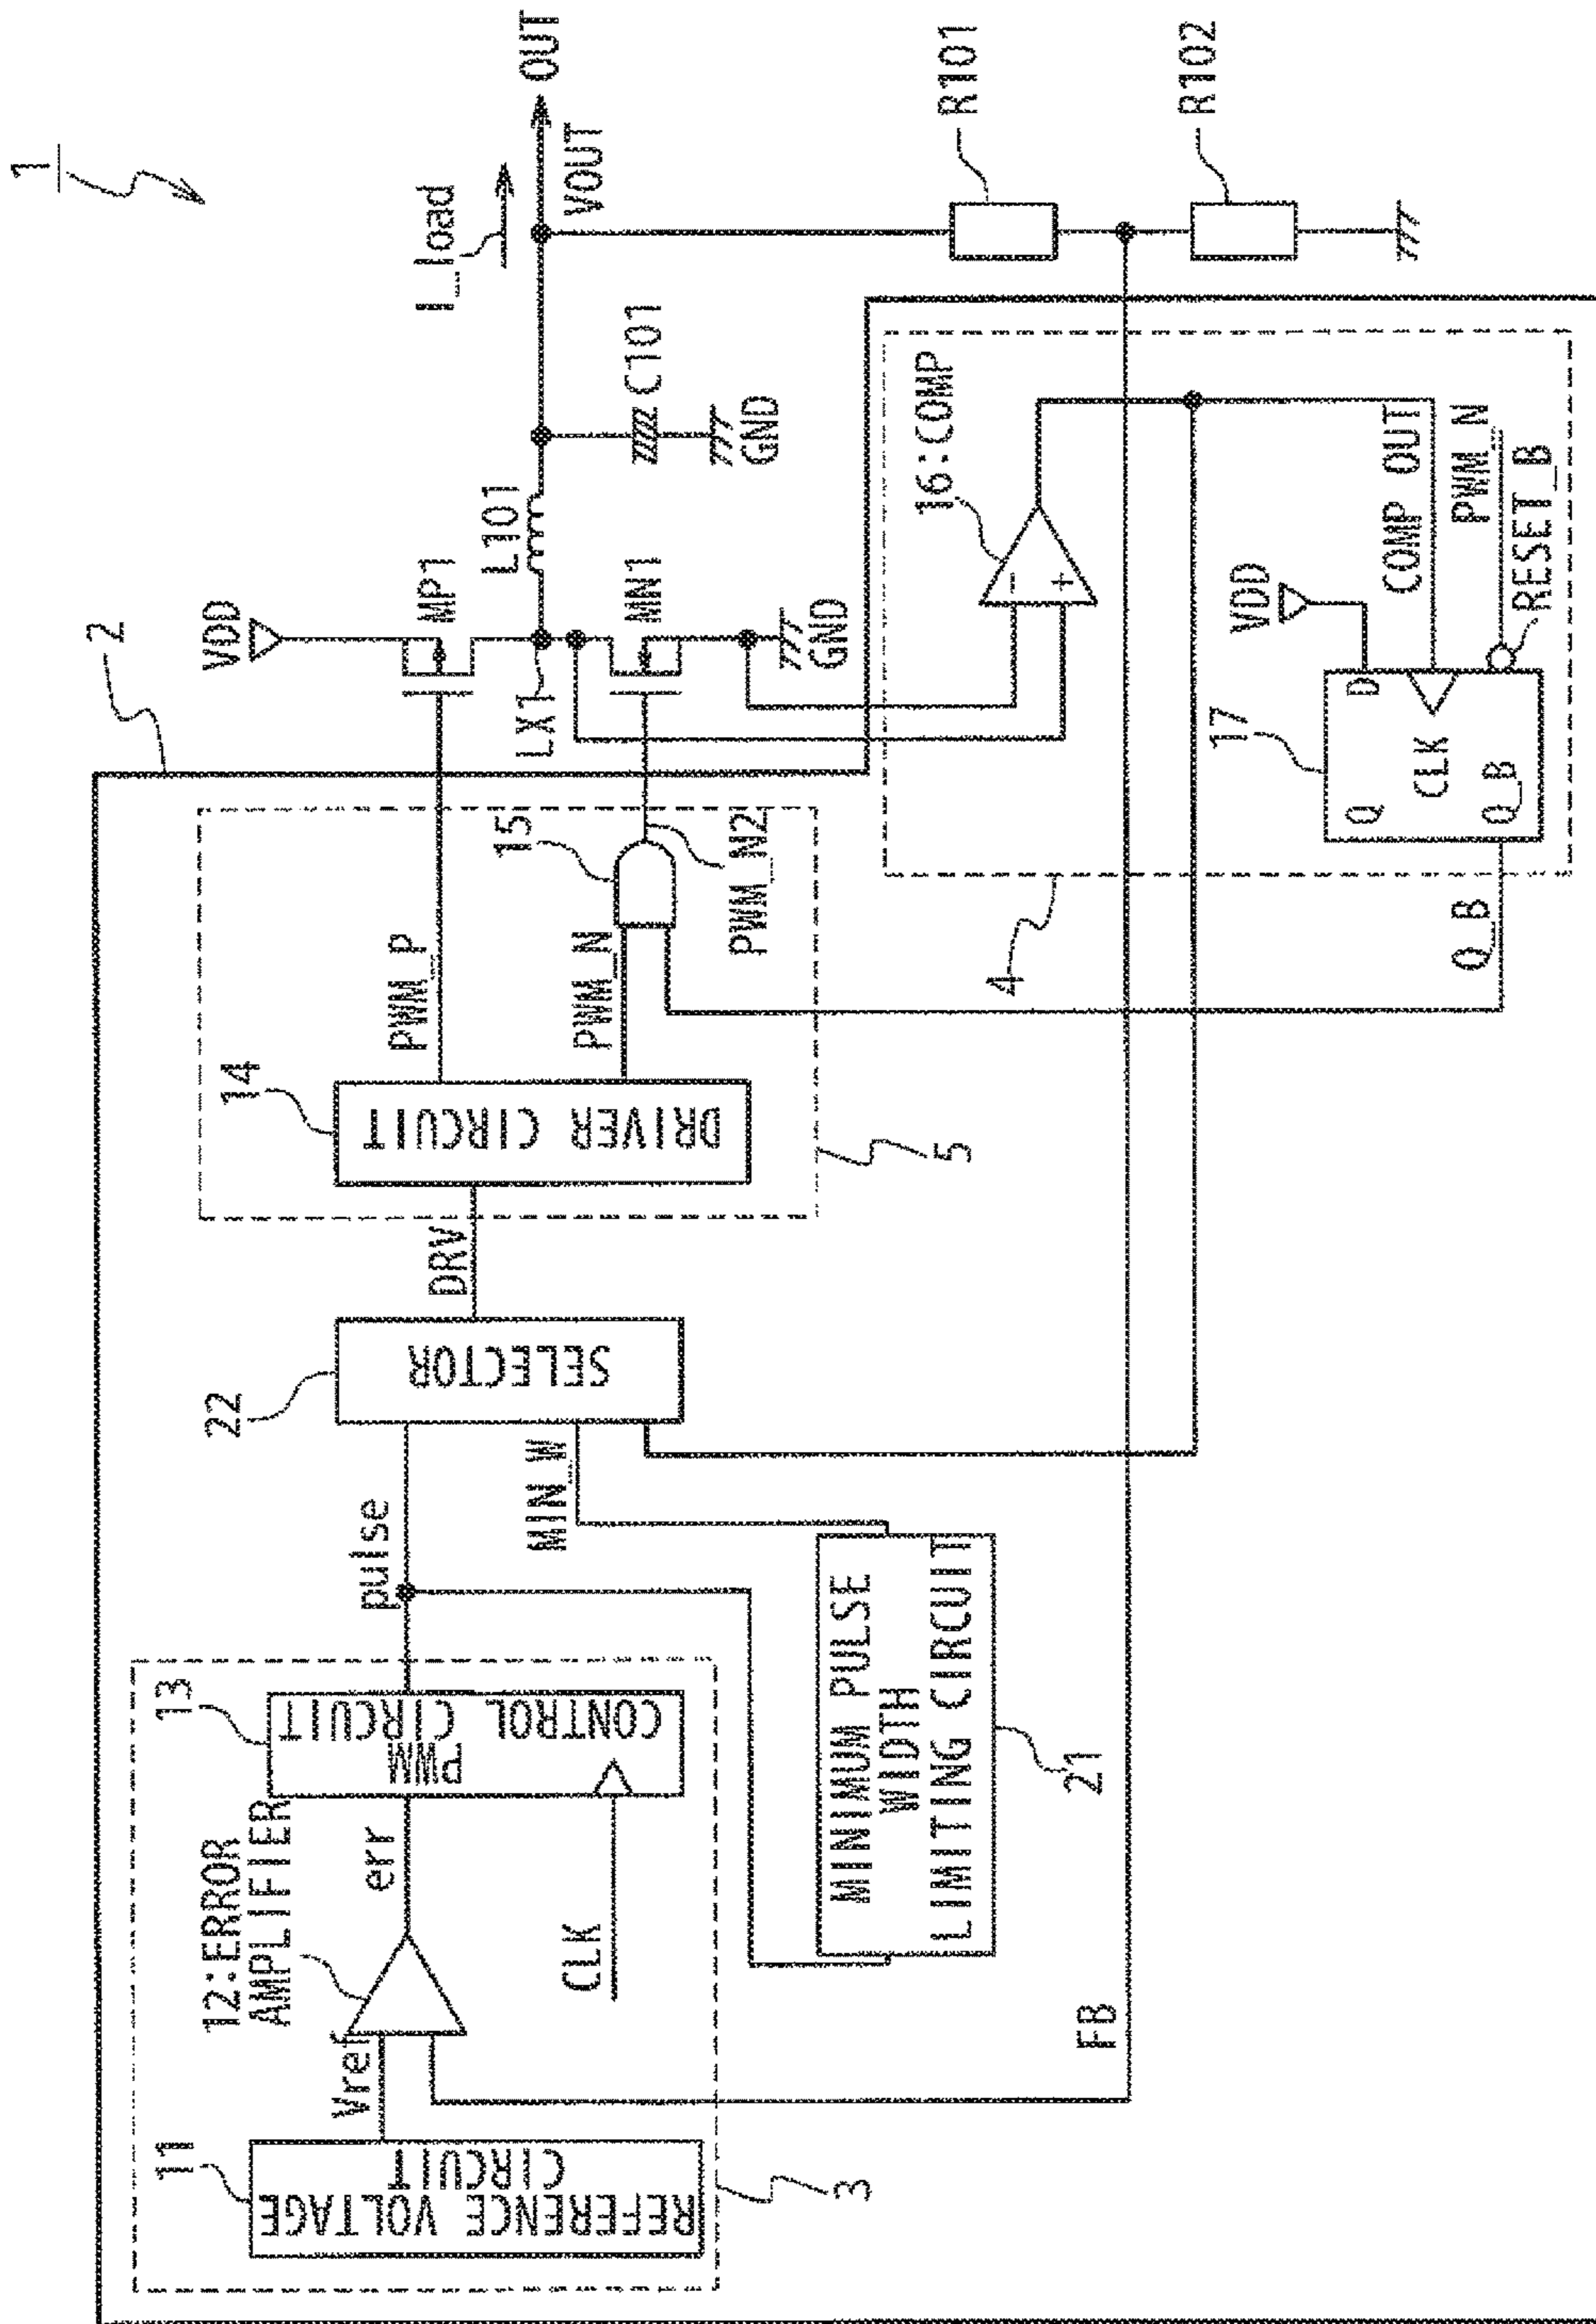 1
2
VDD
MP1
LX1
L101
MN1
GND
C101
GND
I_load
VOUT
OUT
R101
R102
11
REFERENCE VOLTAGE
CIRCUIT
Vref
12:ERROR
AMPLIFIER
err
CLK
13
PWM
CONTROL CIRCUIT
3
pulse
MIN_W
22
SELECTOR
DRV
14
DRIVER CIRCUIT
PWM_P
PWM_N
15
PWM_N2
5
MINIMUM PULSE
WIDTH
LIMITING CIRCUIT
21
FB
4
16:COMP
-
+
17
Q
D
CLK
Q_B
VDD
COMP OUT
PWM_N
RESET_B
Q_B